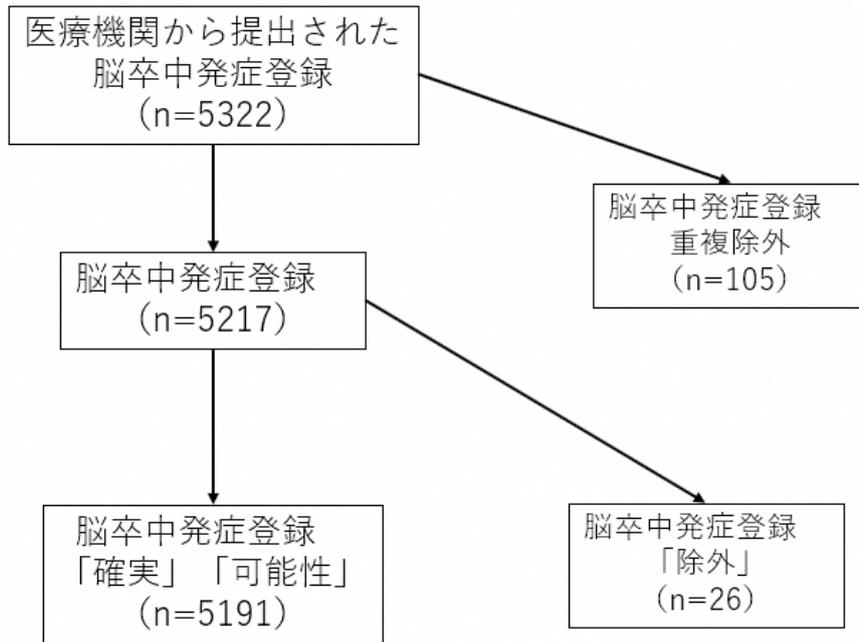 医療機関から提出された
脳卒中発症登録
（n=5322）
脳卒中発症登録
重複除外
（n=105）
脳卒中発症登録
（n=5217）
脳卒中発症登録
「確実」「可能性」
（n=5191）
脳卒中発症登録
「除外」
（n=26）